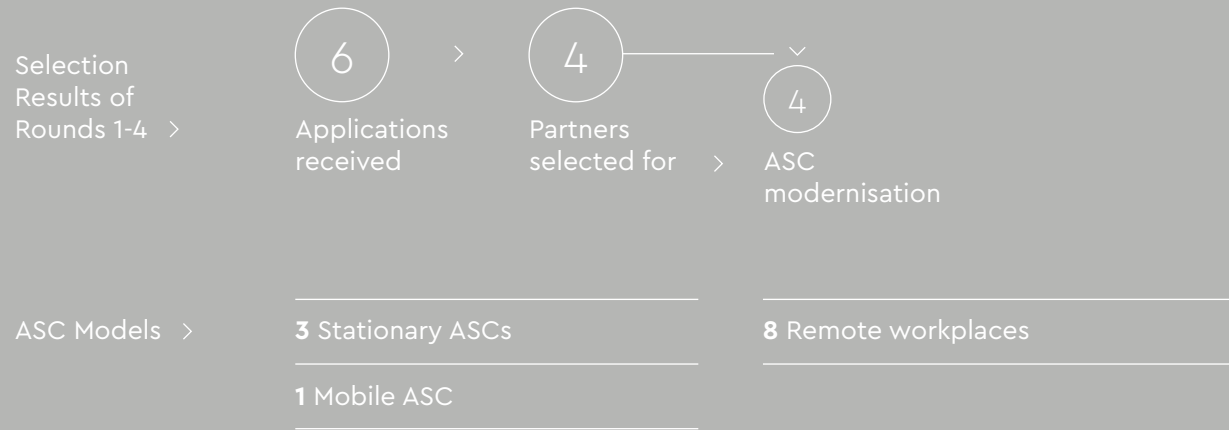 Selection
Results of
Rounds 1-4
6
Applications
received
4
Partners
selected for
4
ASC
modernisation
ASC Models
3 Stationary ASCs
8 Remote workplaces
1 Mobile ASC